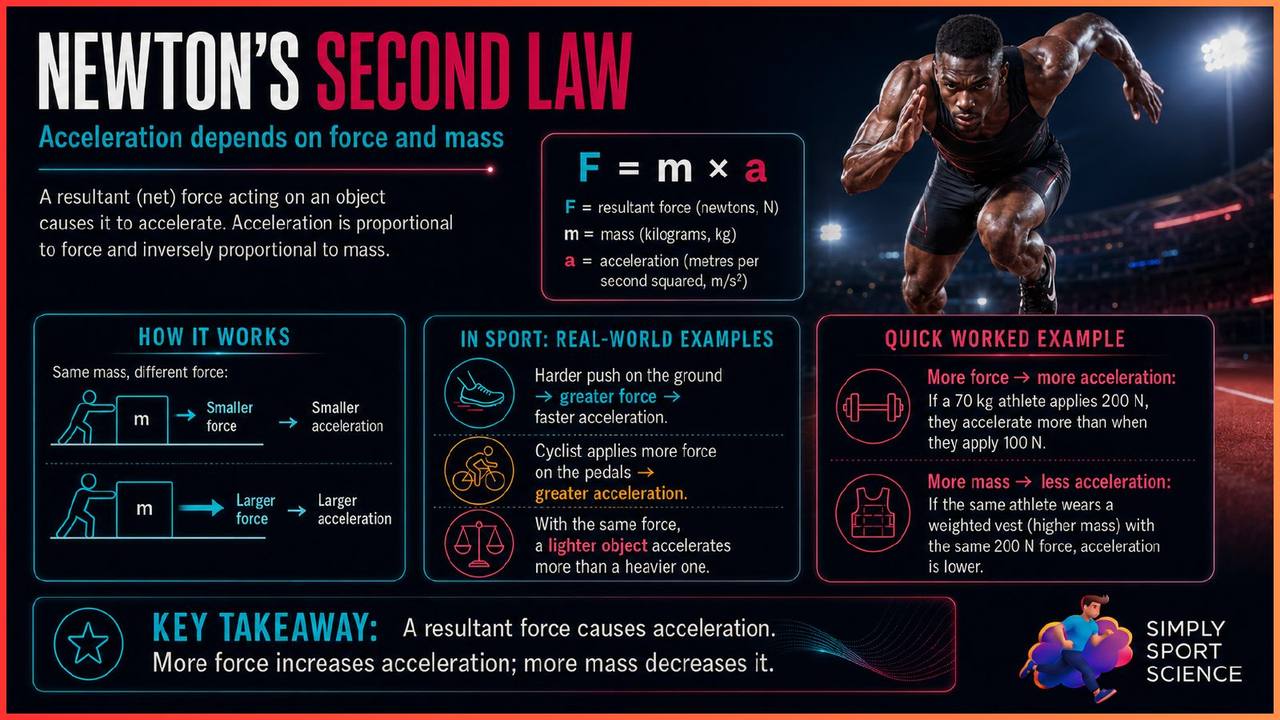 NEWTON'S SECOND LAW
Acceleration depends on force and mass
A resultant (net) force acting on an object
causes it to accelerate. Acceleration is proportional
to force and inversely proportional to mass.
F = m × a
F = resultant force (newtons, N)
m = mass (kilograms, kg)
a = acceleration (metres per
second squared, m/s²)
HOW IT WORKS
Same mass, different force:
m
Smaller
force
→ Smaller
acceleration
m
Larger
force
→ Larger
acceleration
IN SPORT: REAL-WORLD EXAMPLES
Harder push on the ground
→ greater force →
faster acceleration.
Cyclist applies more force
on the pedals →
greater acceleration.
With the same force,
a lighter object accelerates
more than a heavier one.
QUICK WORKED EXAMPLE
More force → more acceleration:
If a 70 kg athlete applies 200 N,
they accelerate more than when
they apply 100 N.
More mass → less acceleration:
If the same athlete wears a
weighted vest (higher mass) with
the same 200 N force, acceleration
is lower.
KEY TAKEAWAY: A resultant force causes acceleration.
More force increases acceleration; more mass decreases it.
SIMPLY
SPORT
SCIENCE